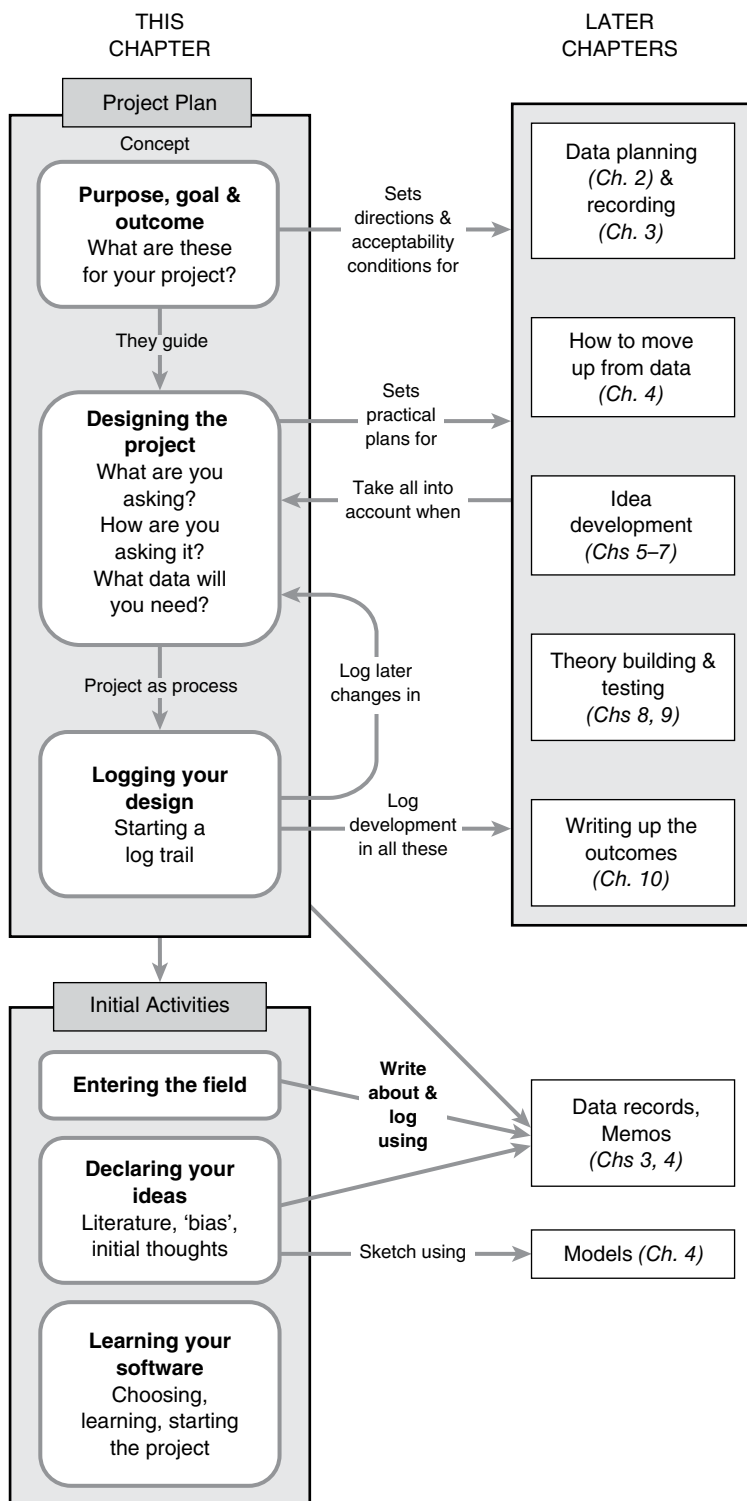 THIS
CHAPTER
LATER
CHAPTERS
Project Plan
Concept
Purpose, goal &
outcome
What are these
for your project?
Sets
directions &
acceptability
conditions for
Data planning
(Ch. 2) &
recording
(Ch. 3)
They guide
Designing the
project
What are you
asking?
How are you
asking it?
What data will
you need?
Sets
practical
plans for
Take all into
account when
How to move
up from data
(Ch. 4)
Idea
development
(Chs 5–7)
Project as process
Log later
changes in
Theory building &
testing
(Chs 8, 9)
Logging your
design
Starting a
log trail
Log
development
in all these
Writing up the
outcomes
(Ch. 10)
Initial Activities
Entering the field
Write
about &
log
using
Data records,
Memos
(Chs 3, 4)
Declaring your
ideas
Literature, ‘bias’,
initial thoughts
Sketch using
Models (Ch. 4)
Learning your
software
Choosing,
learning, starting
the project